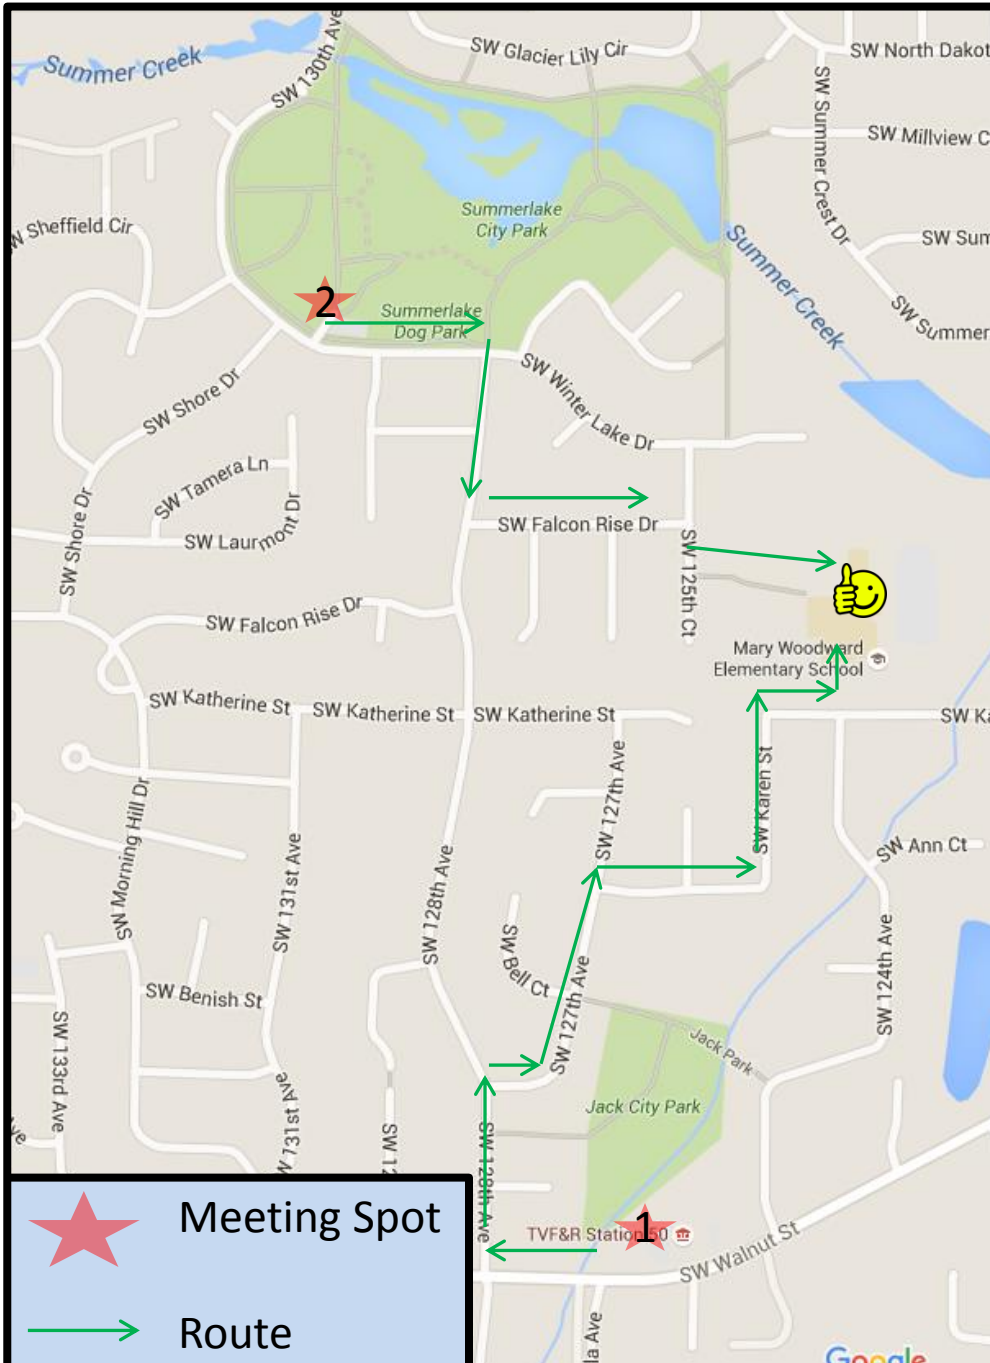 SW Glacier Lily Cir
SW North Dakot
Summer Creek
SW 130th Ave
SW Summer Crest Dr
SW Millview C
Summerlake
City Park
W Sheffield Cir
SW Sum
Summer Creek
2
Summerlake
Dog Park
SW Summer
SW Shore Dr
SW Winter Lake Dr
SW Tamera Ln
SW Shore Dr
SW Laurmont Dr
SW Falcon Rise Dr
SW 125th Ct
SW Falcon Rise Dr
Mary Woodward
Elementary School
SW Katherine St
SW Katherine St
SW Katherine St
SW Ka
SW 127th Ave
SW Karen St
SW Morning Hill Dr
SW 131st Ave
SW 128th Ave
SW Ann Ct
SW Bell Ct
SW 127th Ave
SW 124th Ave
SW Benish St
SW 133rd Ave
Jack Park
Jack City Park
ve
W 131st Ave
SW 12
SW 128th Ave
TVF&R Station 50
1
SW Walnut St
la Ave
Meeting Spot
Route
Google